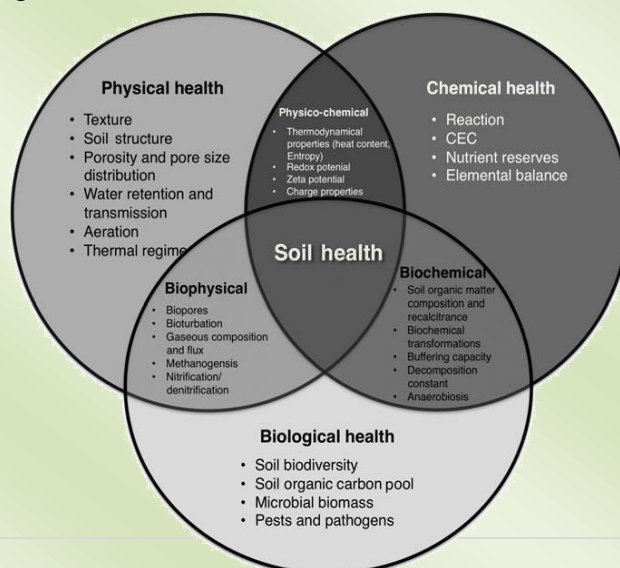 Physical health
• Texture
• Soil structure
• Porosity and pore size
distribution
• Water retention and
transmission
• Aeration
• Thermal regime
Physico-chemical
• Thermodynamical
properties (heat content,
Entropy)
• Redox potenial
• Zeta potential
• Charge properties
Chemical health
• Reaction
• CEC
• Nutrient reserves
• Elemental balance
Soil health
Biophysical
• Biopores
• Bioturbation
• Gaseous composition
and flux
• Methanogensis
• Nitrification/
denitrification
Biochemical
• Soil organic matter
composition and
recalcitrance
• Biochemical
transformations
• Buffering capacity
• Decomposition
constant
• Anaerobiosis
Biological health
• Soil biodiversity
• Soil organic carbon pool
• Microbial biomass
• Pests and pathogens